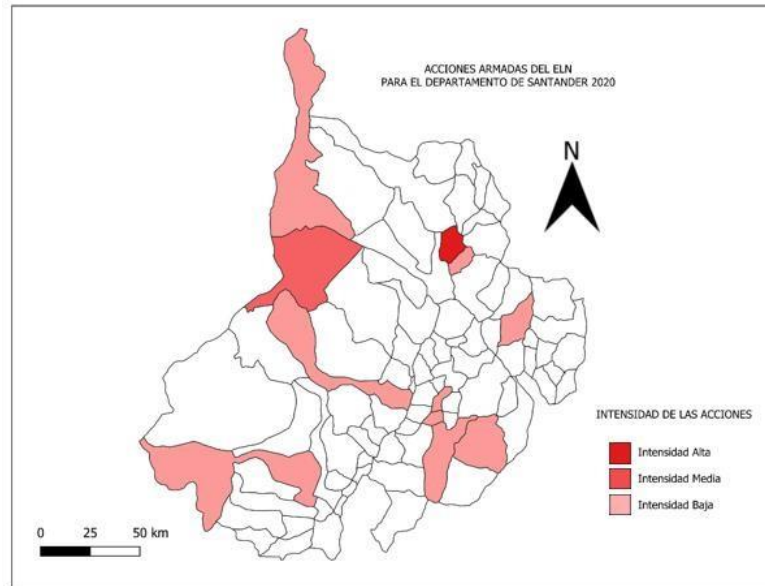 ACCIONES ARMADAS DEL ELN
PARA EL DEPARTAMENTO DE SANTANDER 2020
N
INTENSIDAD DE LAS ACCIONES
Intensidad Alta
Intensidad Media
Intensidad Baja
0 25 50 km